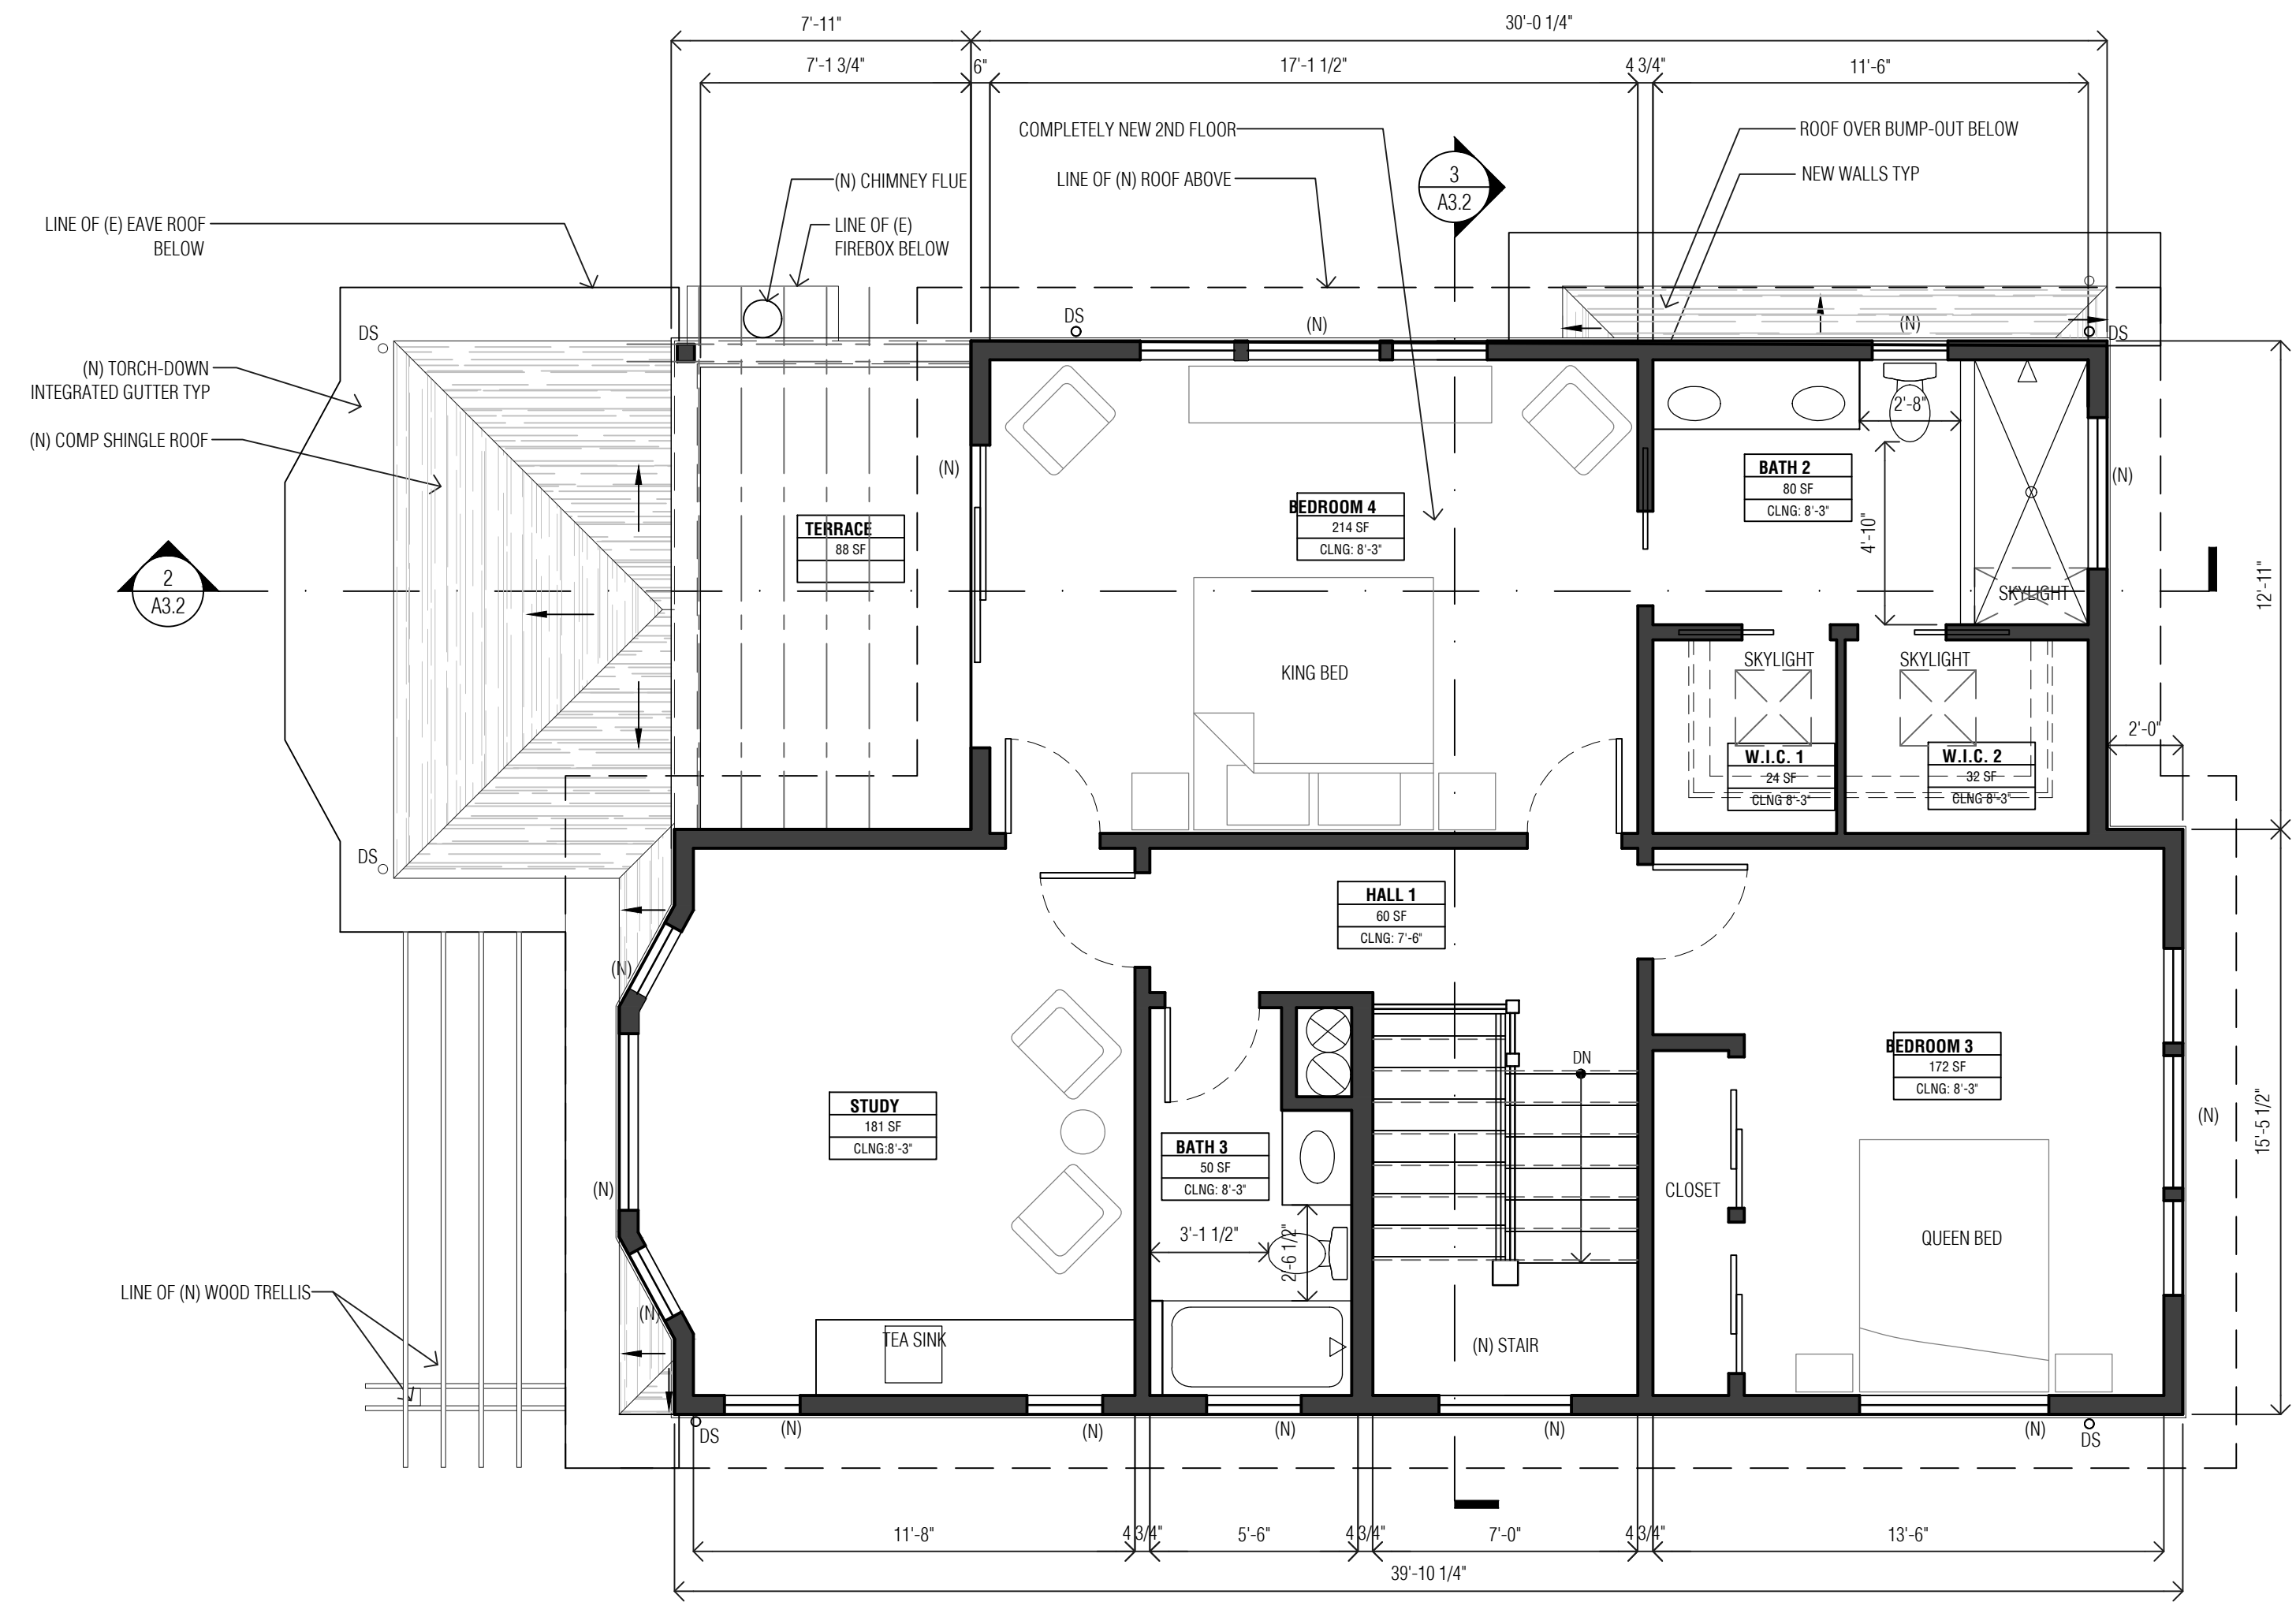 7'-11"
30'-0 1/4"
7'-1 3/4"
6"
17'-1 1/2"
4 3/4"
11'-6"
COMPLETELY NEW 2ND FLOOR
ROOF OVER BUMP-OUT BELOW
3
A3.2
(N) CHIMNEY FLUE
LINE OF (N) ROOF ABOVE
NEW WALLS TYP
LINE OF (E) EAVE ROOF
BELOW
LINE OF (E)
FIREBOX BELOW
DS
DS
(N)
(N)
DS
(N) TORCH-DOWN
INTEGRATED GUTTER TYP
(N) COMP SHINGLE ROOF
2'-8"
(N)
BATH 2
80 SF
CLNG: 8'-3"
(N)
BEDROOM 4
214 SF
CLNG: 8'-3"
TERRACE
88 SF
4'-10"
2
A3.2
SKYLIGHT
12'-11"
KING BED
SKYLIGHT
SKYLIGHT
2'-0"
W.I.C. 1
24 SF
CLNG 8'-3"
W.I.C. 2
32 SF
CLNG 8'-3"
DS
HALL 1
60 SF
CLNG: 7'-6"
(N)
BEDROOM 3
172 SF
CLNG: 8'-3"
DN
STUDY
181 SF
CLNG:8'-3"
(N)
15'-5 1/2"
BATH 3
50 SF
CLNG: 8'-3"
(N)
CLOSET
3'-1 1/2"
2'-6 1/2"
QUEEN BED
LINE OF (N) WOOD TRELLIS
(N)
TEA SINK
(N) STAIR
DS
(N)
(N)
(N)
(N)
(N)
DS
11'-8"
4 3/4"
5'-6"
4 3/4"
7'-0"
4 3/4"
13'-6"
39'-10 1/4"